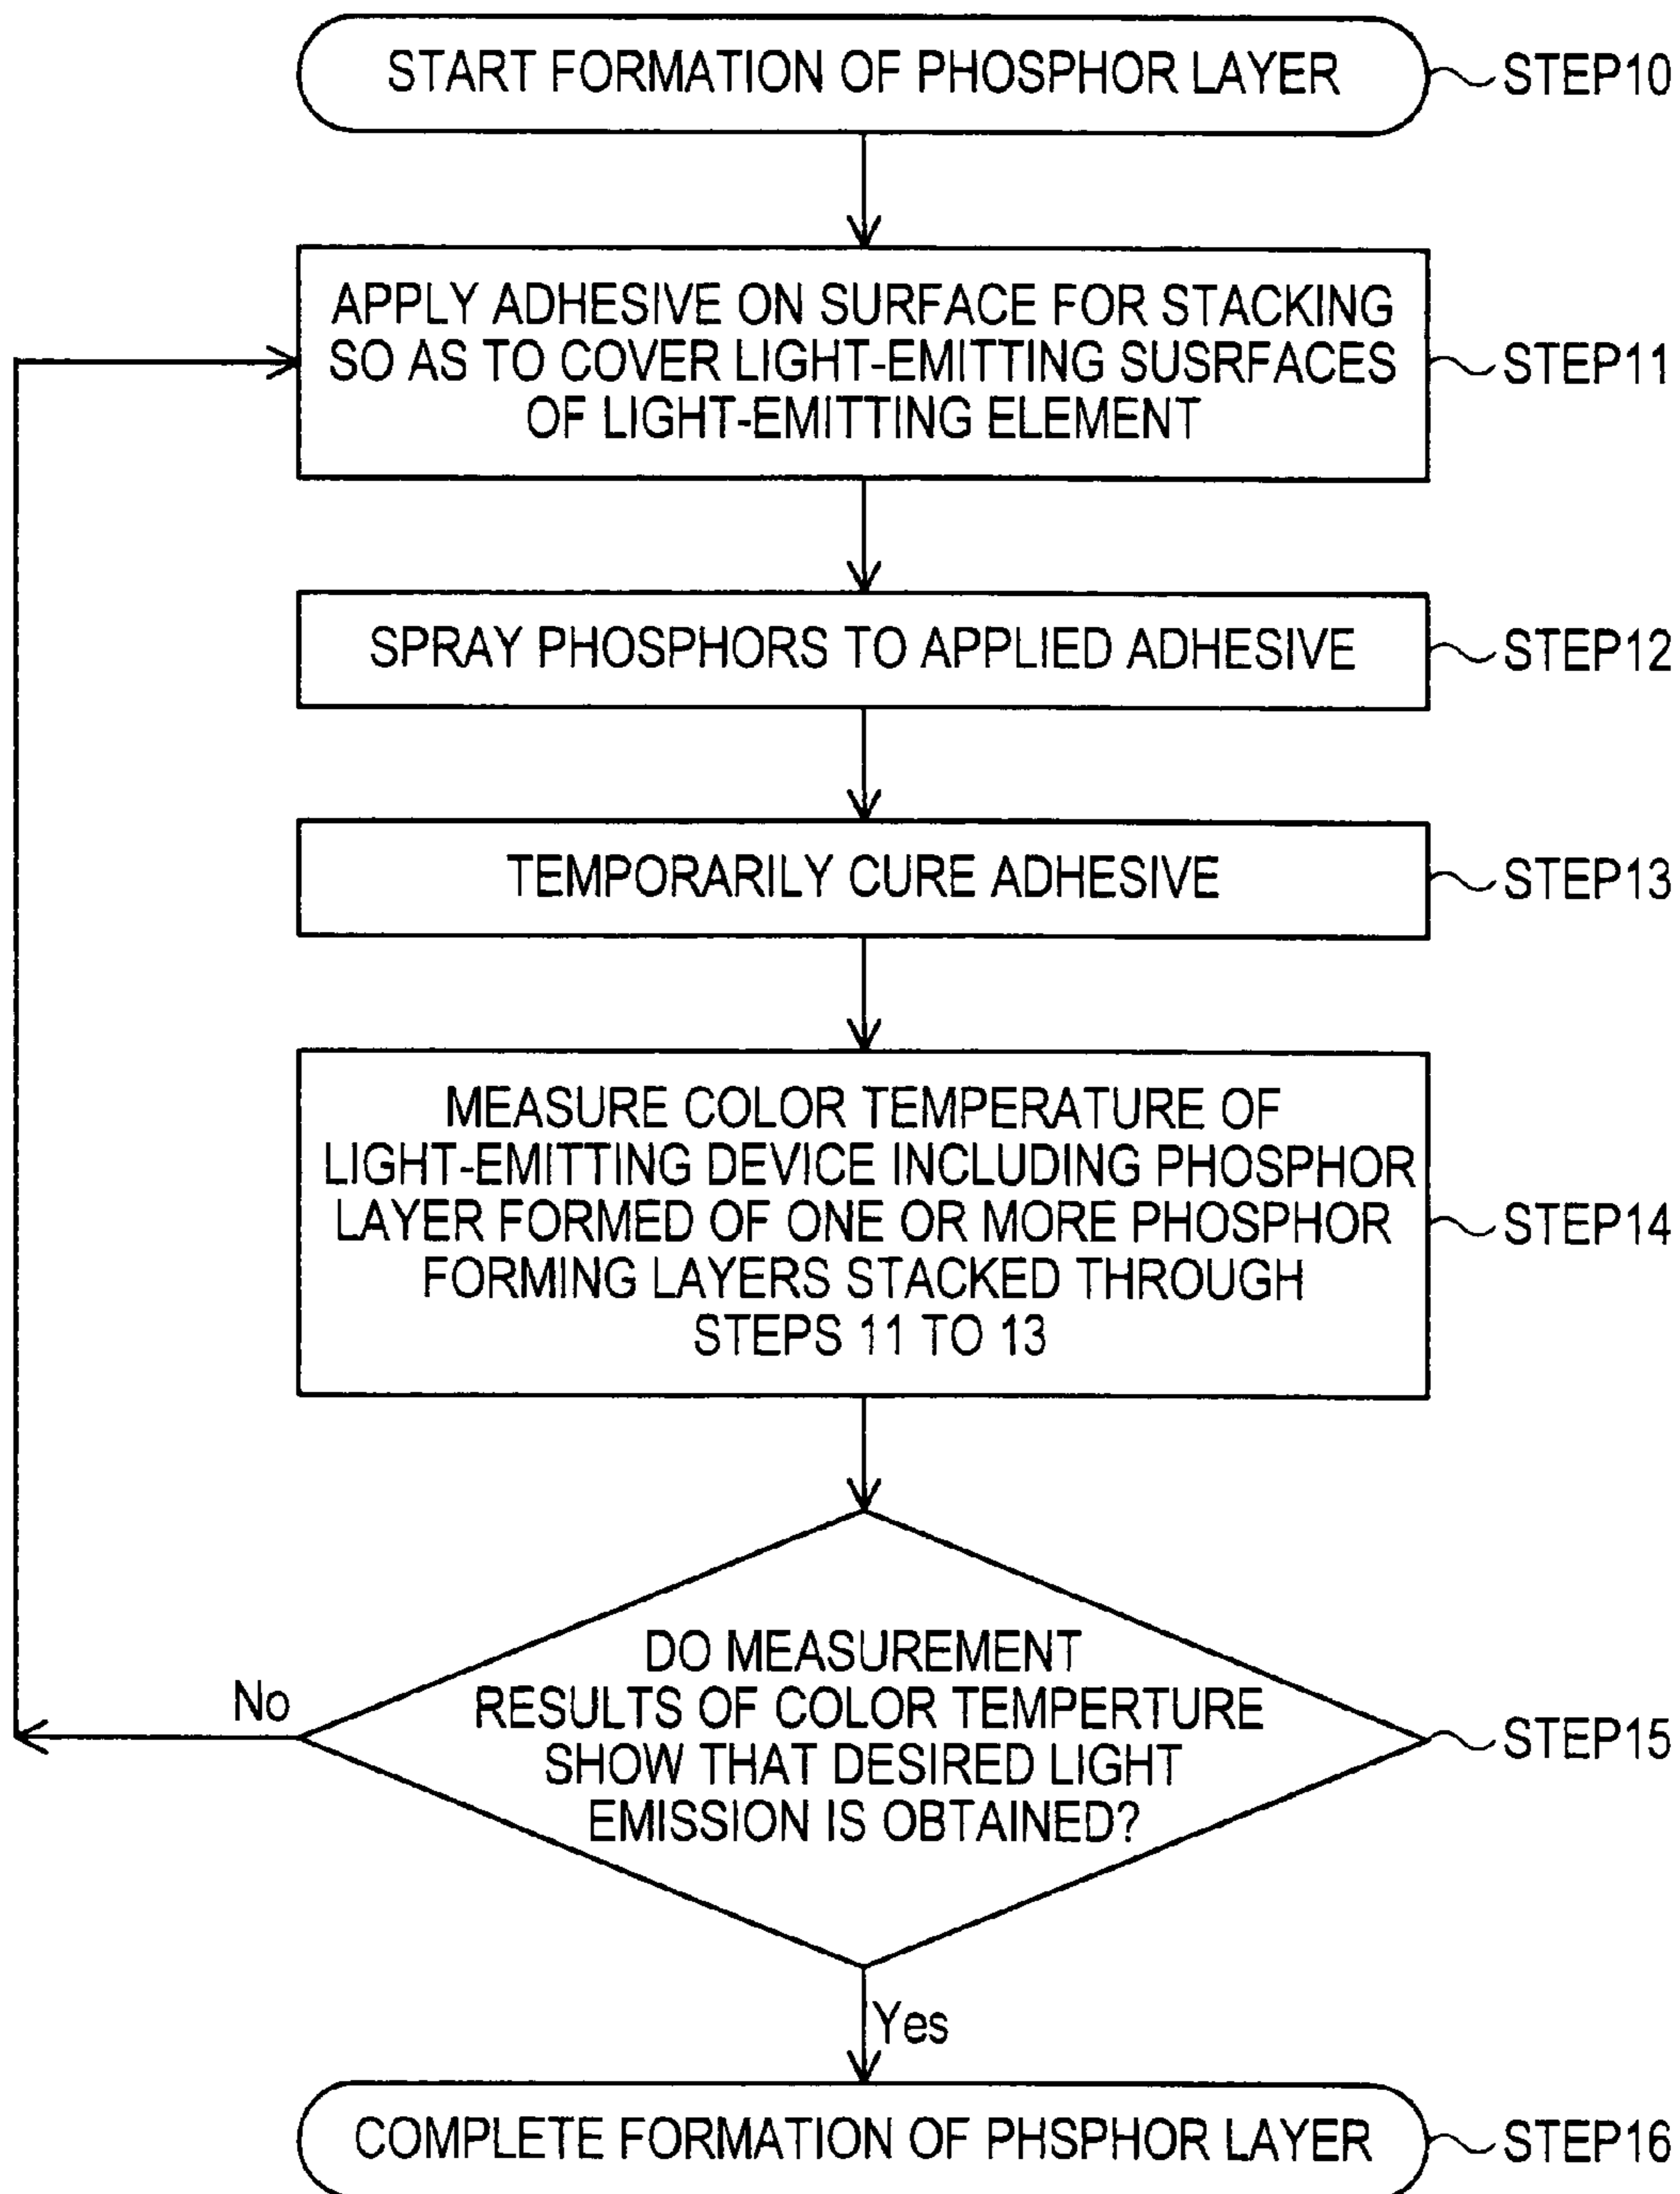 START FORMATION OF PHOSPHOR LAYER
STEP10
APPLY ADHESIVE ON SURFACE FOR STACKING
SO AS TO COVER LIGHT-EMITTING SUSRFACES
OF LIGHT-EMITTING ELEMENT
STEP11
SPRAY PHOSPHORS TO APPLIED ADHESIVE
STEP12
TEMPORARILY CURE ADHESIVE
STEP13
MEASURE COLOR TEMPERATURE OF
LIGHT-EMITTING DEVICE INCLUDING PHOSPHOR
LAYER FORMED OF ONE OR MORE PHOSPHOR
FORMING LAYERS STACKED THROUGH
STEPS 11 TO 13
STEP14
DO MEASUREMENT
RESULTS OF COLOR TEMPERTURE
SHOW THAT DESIRED LIGHT
EMISSION IS OBTAINED?
STEP15
No
Yes
COMPLETE FORMATION OF PHSPHOR LAYER
STEP16